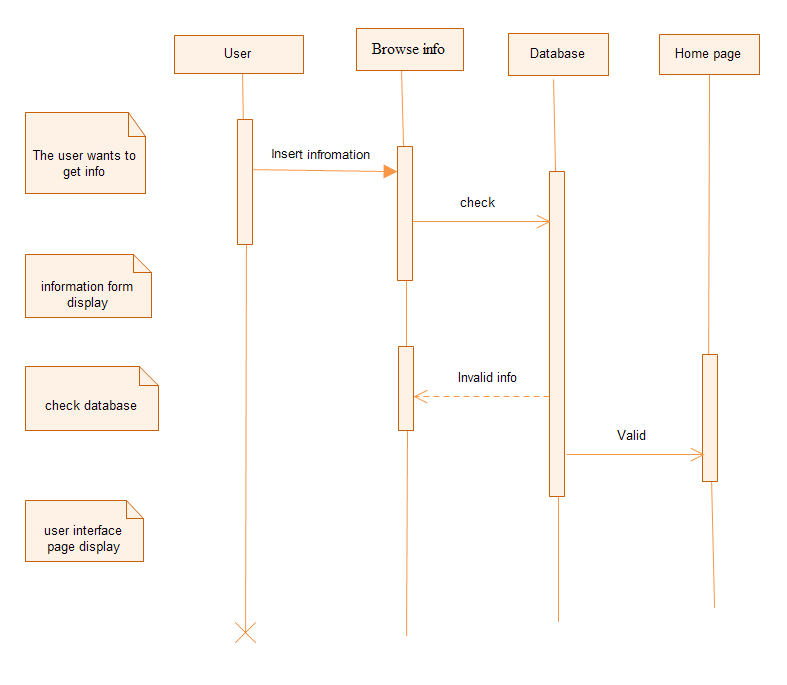 User
Browse info
Database
Home page
The user wants to
get info
Insert infromation
check
information form
display
Invalid info
check database
Valid
user interface
page display